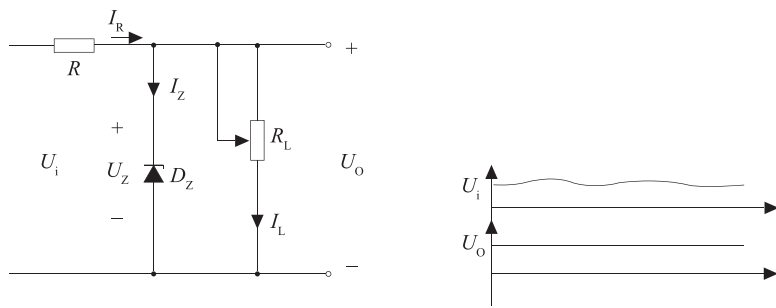 I_R
+
R
I_Z
+
R_L
U_i
U_Z
D_Z
U_O
−
I_L
−
U_i
U_O